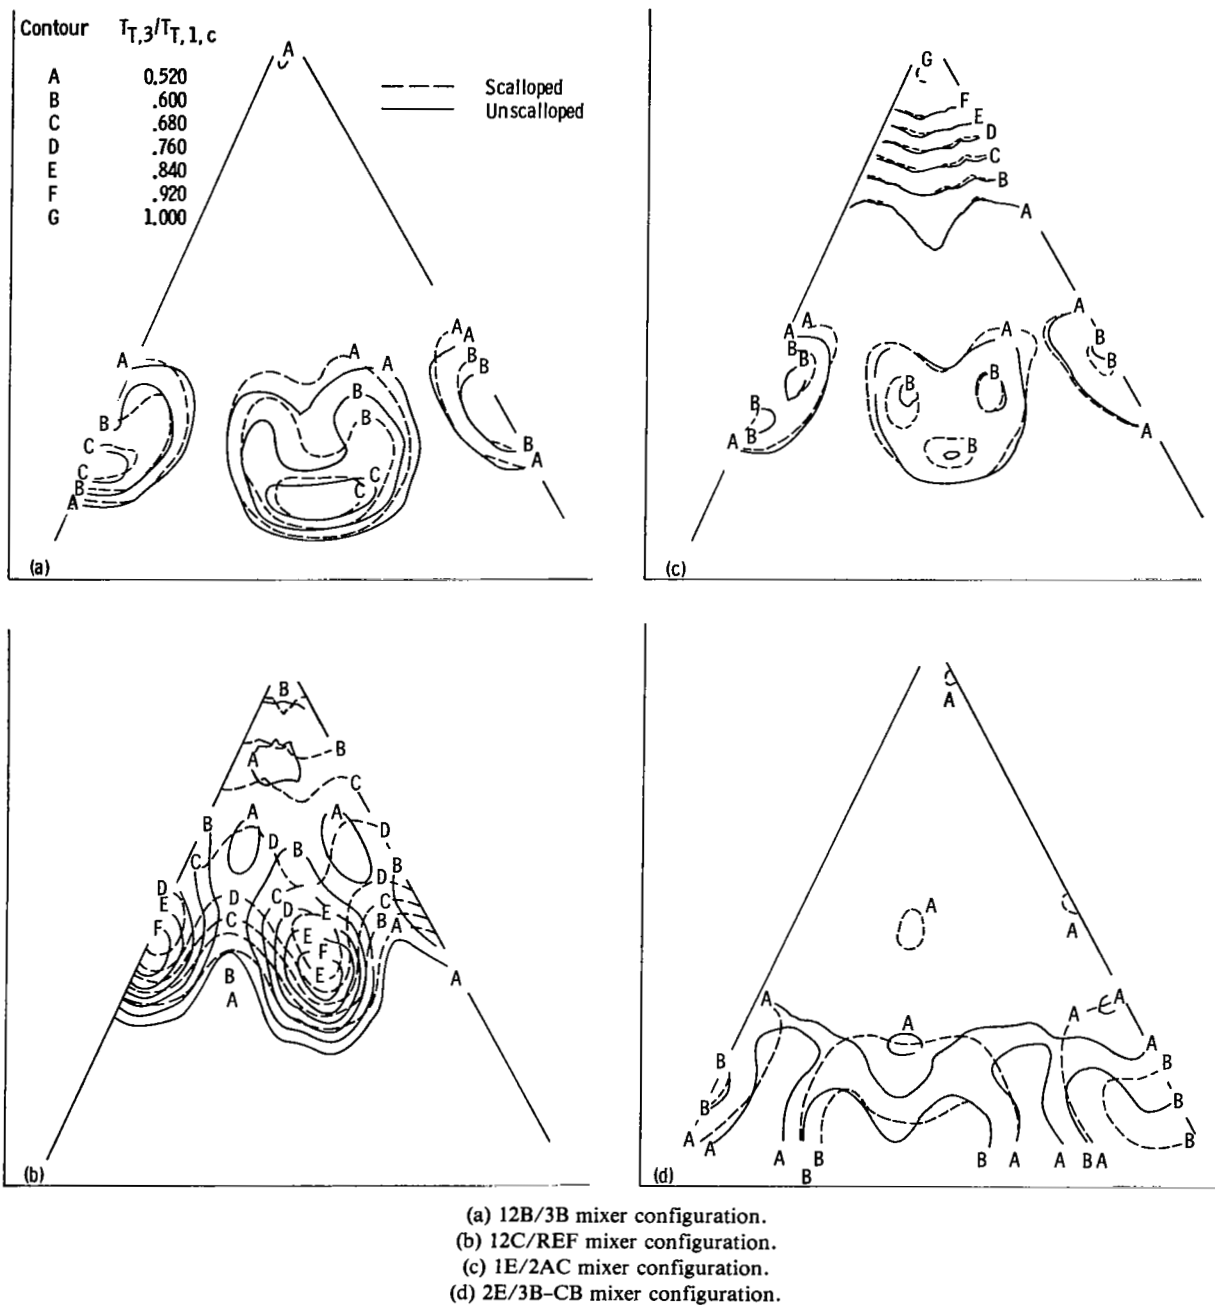 Contour T_T,3/T_T,1,c
A 0.520
B .600
C .680
D .760
E .840
F .920
G 1.000
Scalloped
Unscalloped
A
A
B
C
C
B
A
A
A
B
B
C
C
A
A
B
B
B
A
(a)
G
F
E
D
C
B
A
A
A
B
B
B
B
A
A
B
B
B
A
B
B
A
(c)
B
B
A
C
B
A
A
D
D
B
B
C
D
E
F
D
C
C
D
E
E
F
E
D
C
B
A
B
A
A
(b)
A
A
A
A
A
A
A
A
B
B
A
A
A
B
B
B
A
A
B
A
B
B
B
(d)
(a) 12B/3B mixer configuration.
(b) 12C/REF mixer configuration.
(c) 1E/2AC mixer configuration.
(d) 2E/3B–CB mixer configuration.